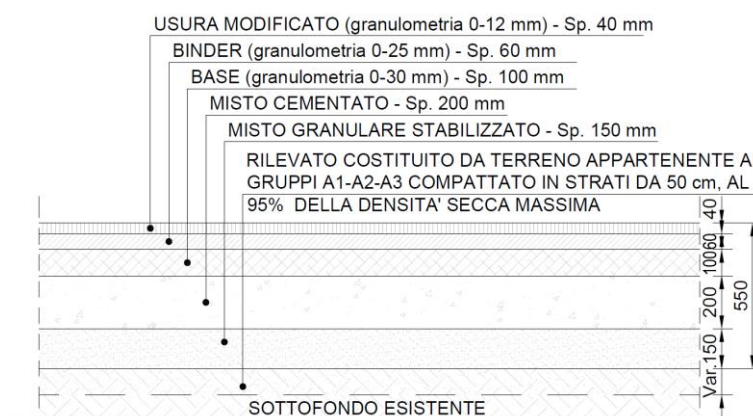 USURA MODIFICATO (granulometria 0-12 mm) - Sp. 40 mm
BINDER (granulometria 0-25 mm) - Sp. 60 mm
BASE (granulometria 0-30 mm) - Sp. 100 mm
MISTO CEMENTATO - Sp. 200 mm
MISTO GRANULARE STABILIZZATO - Sp. 150 mm
RILEVATO COSTITUITO DA TERRENO APPARTENENTE A
GRUPPI A1-A2-A3 COMPATTATO IN STRATI DA 50 cm, AL
95% DELLA DENSITA' SECCA MASSIMA
40
60
100
200
550
150
Var.
SOTTOFONDO ESISTENTE